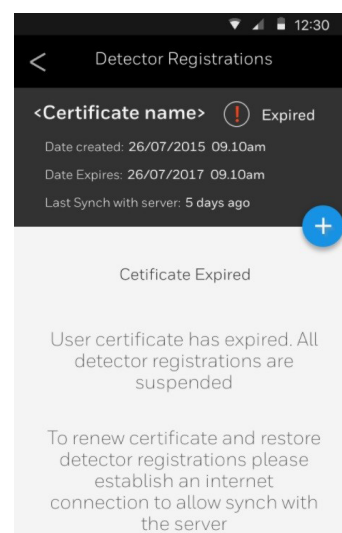 12:30
Detector Registrations
<Certificate name> ! Expired
Date created: 26/07/2015 09.10am
Date Expires: 26/07/2017 09.10am
Last Synch with server: 5 days ago
+
Cetificate Expired
User certificate has expired. All
detector registrations are
suspended
To renew certificate and restore
detector registrations please
establish an internet
connection to allow synch with
the server